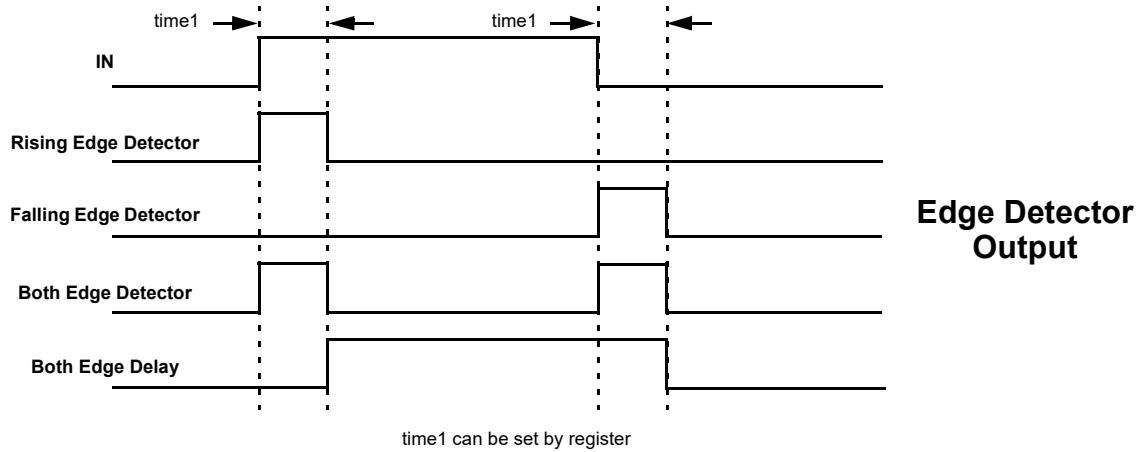 time1
time1
IN
Rising Edge Detector
Falling Edge Detector
Both Edge Detector
Both Edge Delay
Edge Detector
Output
time1 can be set by register